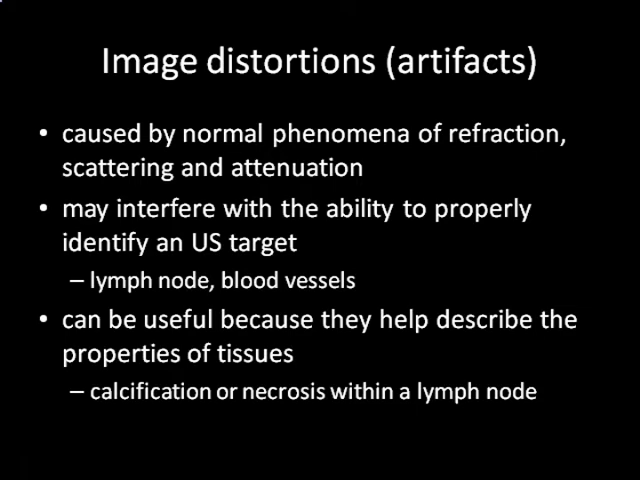 Image distortions (artifacts)
• caused by normal phenomena of refraction,
scattering and attenuation
• may interfere with the ability to properly
identify an US target
– lymph node, blood vessels
• can be useful because they help describe the
properties of tissues
– calcification or necrosis within a lymph node